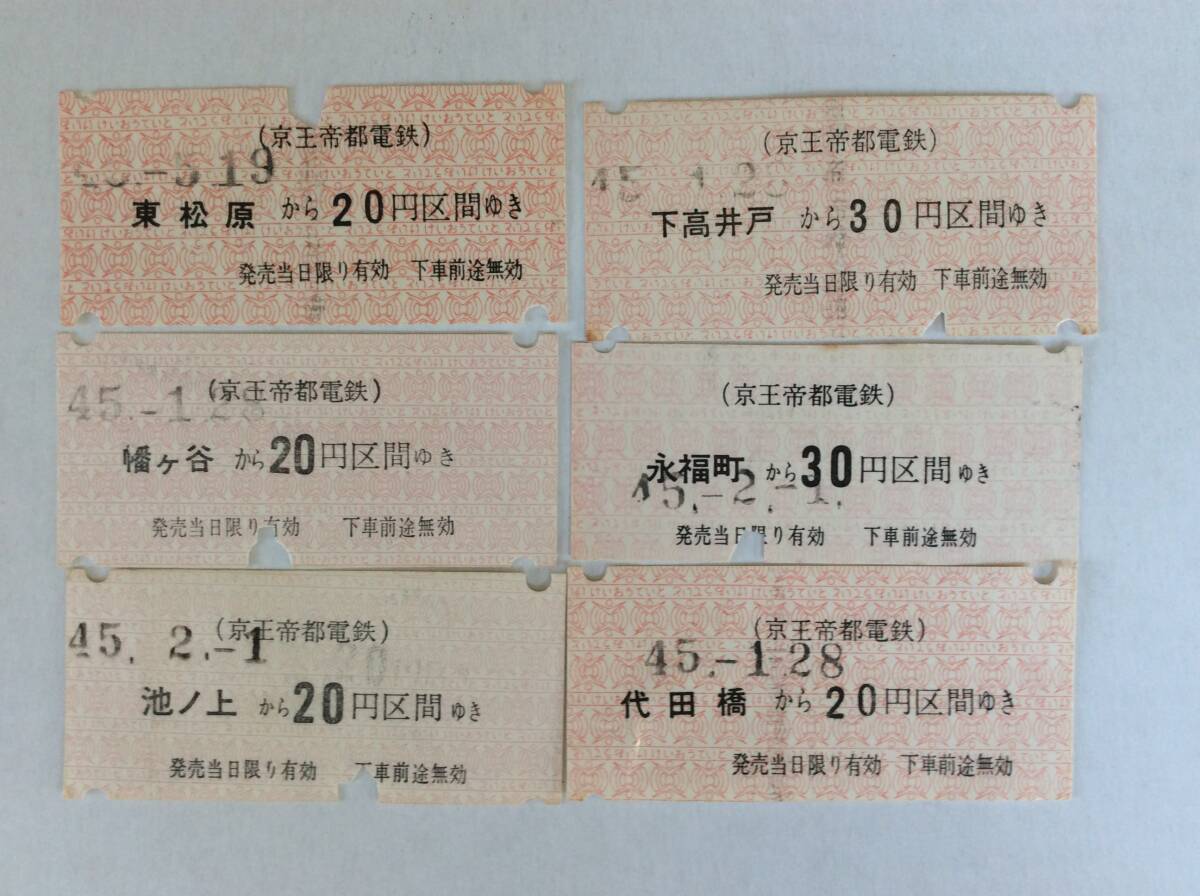 (京王帝都電鉄)
519
東松原 から 20円区間ゆき
発売当日限り有効 下車前途無効
(京王帝都電鉄)
下高井戸 から 30円区間ゆき
発売当日限り有効 下車前途無効
(京王帝都電鉄)
45.-1.28
幡ヶ谷 から 20円区間ゆき
発売当日限り有効 下車前途無効
(京王帝都電鉄)
永福町 から 30円区間ゆき
45.-2.-1.
発売当日限り有効 下車前途無効
(京王帝都電鉄)
45. 2.-1
池ノ上 から 20円区間ゆき
発売当日限り有効 下車前途無効
(京王帝都電鉄)
45.-1.28
代田橋 から 20円区間ゆき
発売当日限り有効 下車前途無効